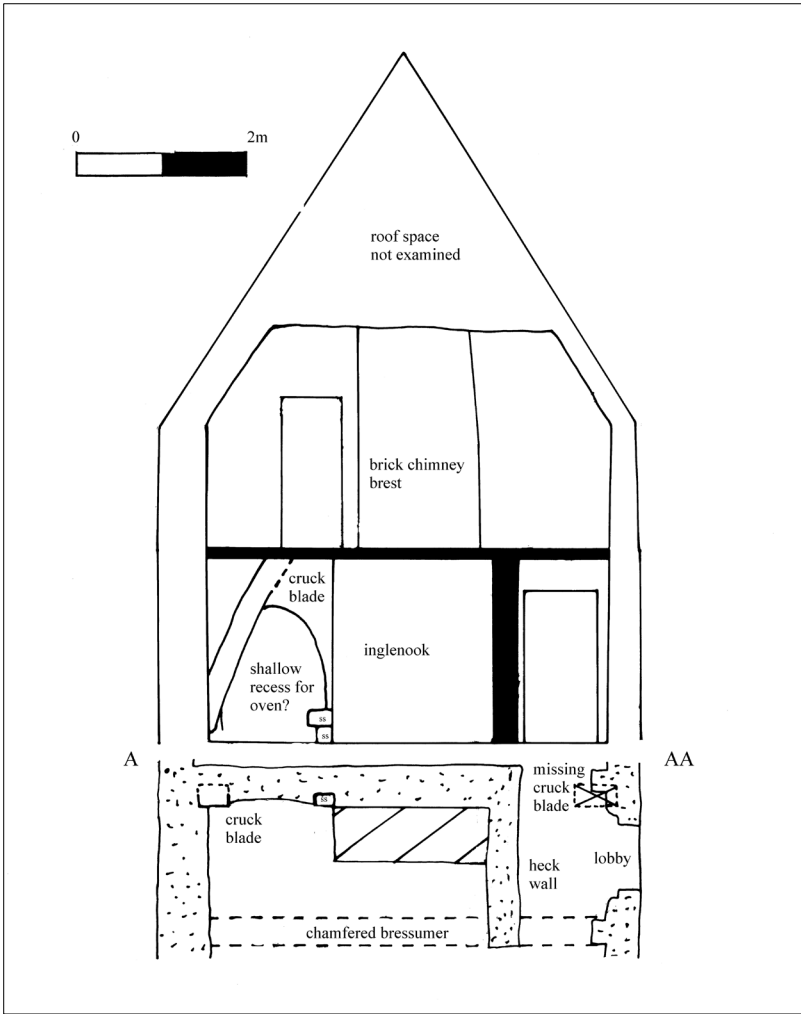 0 2m
roof space
not examined
brick chimney
brest
cruck
blade
inglenook
shallow
recess for
oven?
ss
ss
A AA
missing
cruck
blade
ss
cruck
blade
heck
wall
lobby
chamfered bressumer